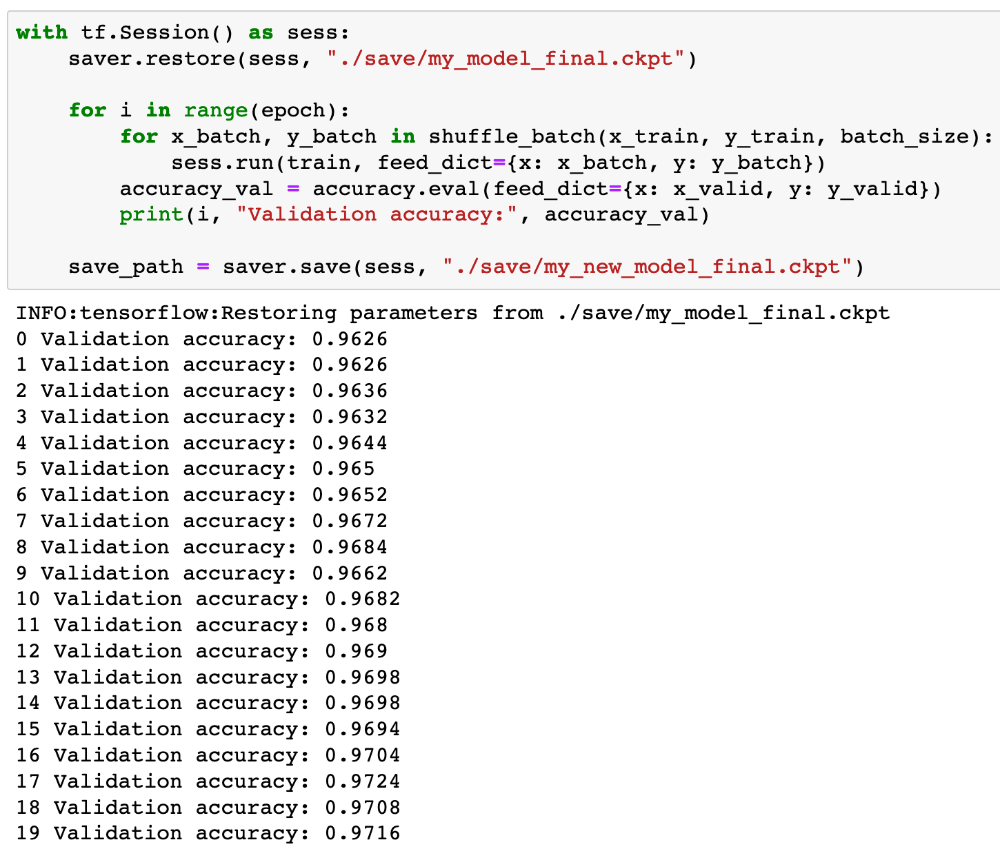 with tf.Session() as sess:
    saver.restore(sess, "./save/my_model_final.ckpt")

    for i in range(epoch):
        for x_batch, y_batch in shuffle_batch(x_train, y_train, batch_size):
            sess.run(train, feed_dict={x: x_batch, y: y_batch})
        accuracy_val = accuracy.eval(feed_dict={x: x_valid, y: y_valid})
        print(i, "Validation accuracy:", accuracy_val)

    save_path = saver.save(sess, "./save/my_new_model_final.ckpt")
INFO:tensorflow:Restoring parameters from ./save/my_model_final.ckpt
0 Validation accuracy: 0.9626
1 Validation accuracy: 0.9626
2 Validation accuracy: 0.9636
3 Validation accuracy: 0.9632
4 Validation accuracy: 0.9644
5 Validation accuracy: 0.965
6 Validation accuracy: 0.9652
7 Validation accuracy: 0.9672
8 Validation accuracy: 0.9684
9 Validation accuracy: 0.9662
10 Validation accuracy: 0.9682
11 Validation accuracy: 0.968
12 Validation accuracy: 0.969
13 Validation accuracy: 0.9698
14 Validation accuracy: 0.9698
15 Validation accuracy: 0.9694
16 Validation accuracy: 0.9704
17 Validation accuracy: 0.9724
18 Validation accuracy: 0.9708
19 Validation accuracy: 0.9716